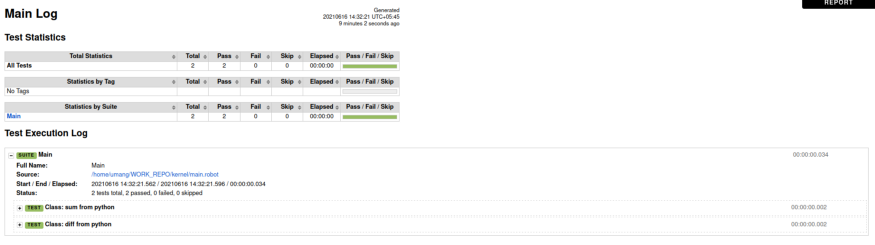 REPORT
Main Log
Generated
20210616 14:32:21 UTC+05:45
9 minutes 2 seconds ago
Test Statistics
Total Statistics Total Pass Fail Skip Elapsed Pass / Fail / Skip
All Tests 2 2 0 0 00:00:00
Statistics by Tag Total Pass Fail Skip Elapsed Pass / Fail / Skip
No Tags
Statistics by Suite Total Pass Fail Skip Elapsed Pass / Fail / Skip
Main 2 2 0 0 00:00:00
Test Execution Log
- SUITE Main 00:00:00.034
Full Name: Main
Source: /home/umang/WORK_REPO/kernel/main.robot
Start / End / Elapsed: 20210616 14:32:21.562 / 20210616 14:32:21.596 / 00:00:00.034
Status: 2 tests total, 2 passed, 0 failed, 0 skipped
+ TEST Class: sum from python 00:00:00.002
+ TEST Class: diff from python 00:00:00.002